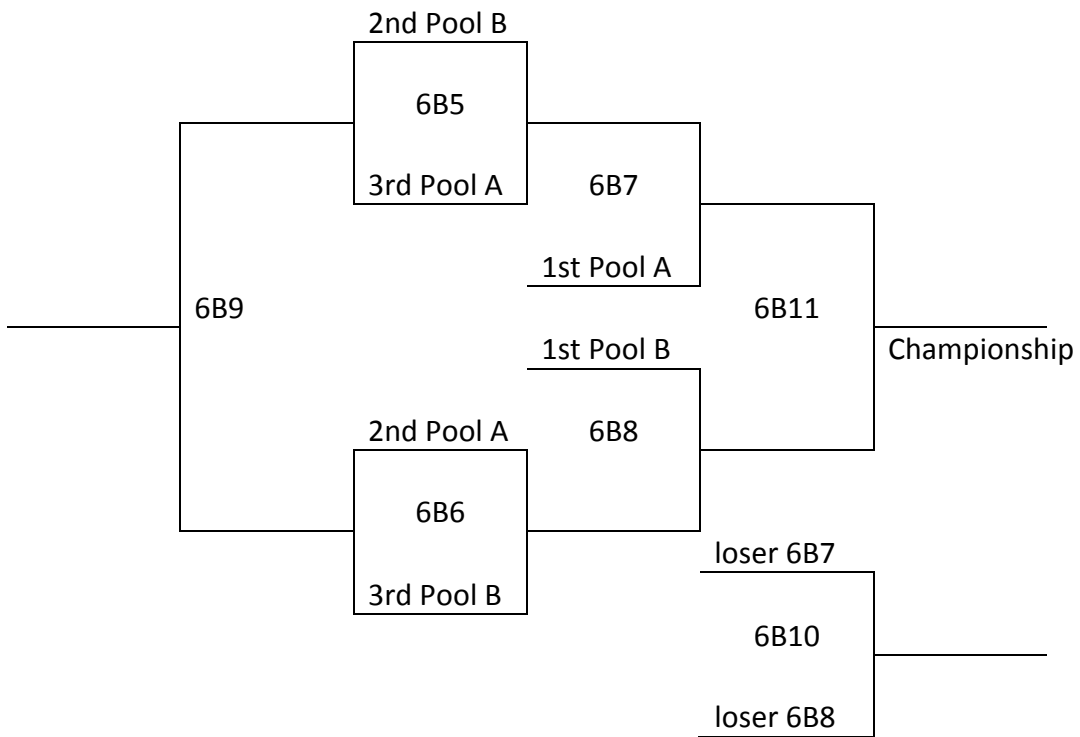 2nd Pool B
6B5
3rd Pool A
6B7
1st Pool A
6B9
6B11
1st Pool B
Championship
2nd Pool A
6B8
6B6
loser 6B7
3rd Pool B
6B10
loser 6B8